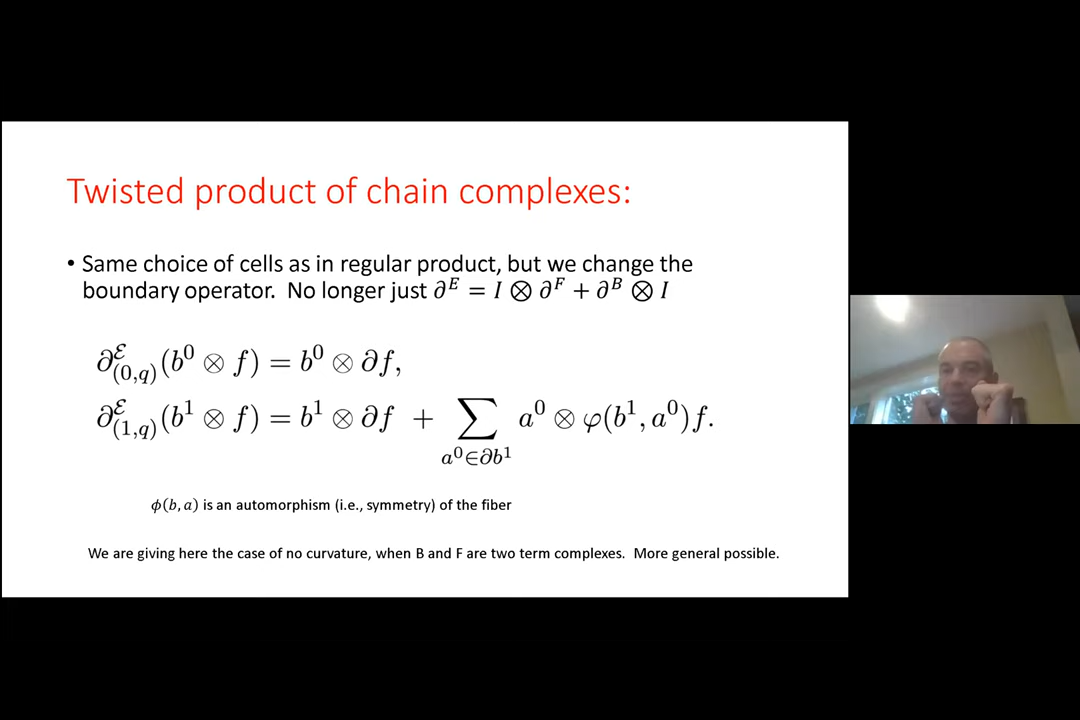 Twisted product of chain complexes:
• Same choice of cells as in regular product, but we change the
boundary operator. No longer just ∂^E = I ⊗ ∂^F + ∂^B ⊗ I
∂^ℰ_(0,q)(b^0 ⊗ f) = b^0 ⊗ ∂f,
∂^ℰ_(1,q)(b^1 ⊗ f) = b^1 ⊗ ∂f + ∑_{a^0∈∂b^1} a^0 ⊗ φ(b^1, a^0)f.
ϕ(b, a) is an automorphism (i.e., symmetry) of the fiber
We are giving here the case of no curvature, when B and F are two term complexes. More general possible.